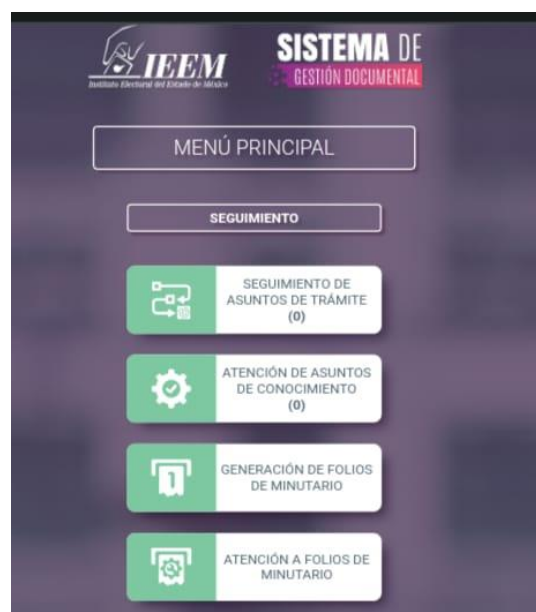 IEEM
Instituto Electoral del Estado de México
SISTEMA DE
GESTIÓN DOCUMENTAL
MENÚ PRINCIPAL
SEGUIMIENTO
SEGUIMIENTO DE
ASUNTOS DE TRÁMITE
(0)
ATENCIÓN DE ASUNTOS
DE CONOCIMIENTO
(0)
1
GENERACIÓN DE FOLIOS
DE MINUTARIO
ATENCIÓN A FOLIOS DE
MINUTARIO